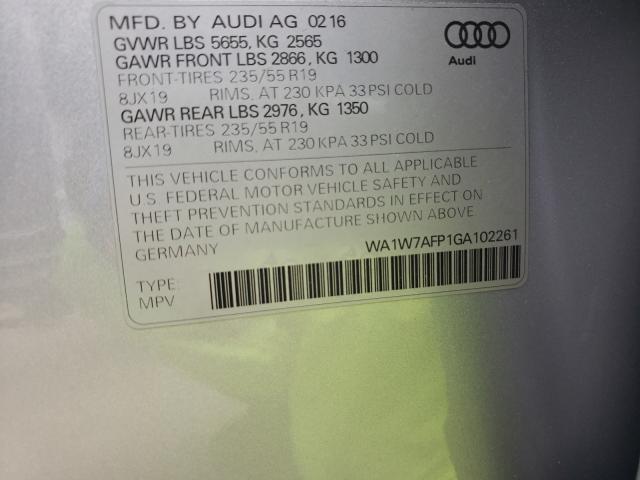 MFD. BY AUDI AG 02 16
GVWR LBS 5655, KG 2565
GAWR FRONT LBS 2866, KG 1300
FRONT-TIRES 235/55 R19
8JX19 RIMS, AT 230 KPA 33 PSI COLD
GAWR REAR LBS 2976, KG 1350
REAR-TIRES 235/55 R19
8JX19 RIMS, AT 230 KPA 33 PSI COLD
Audi
THIS VEHICLE CONFORMS TO ALL APPLICABLE
U.S. FEDERAL MOTOR VEHICLE SAFETY AND
THEFT PREVENTION STANDARDS IN EFFECT ON
THE DATE OF MANUFACTURE SHOWN ABOVE
GERMANY WA1W7AFP1GA102261
TYPE:
MPV